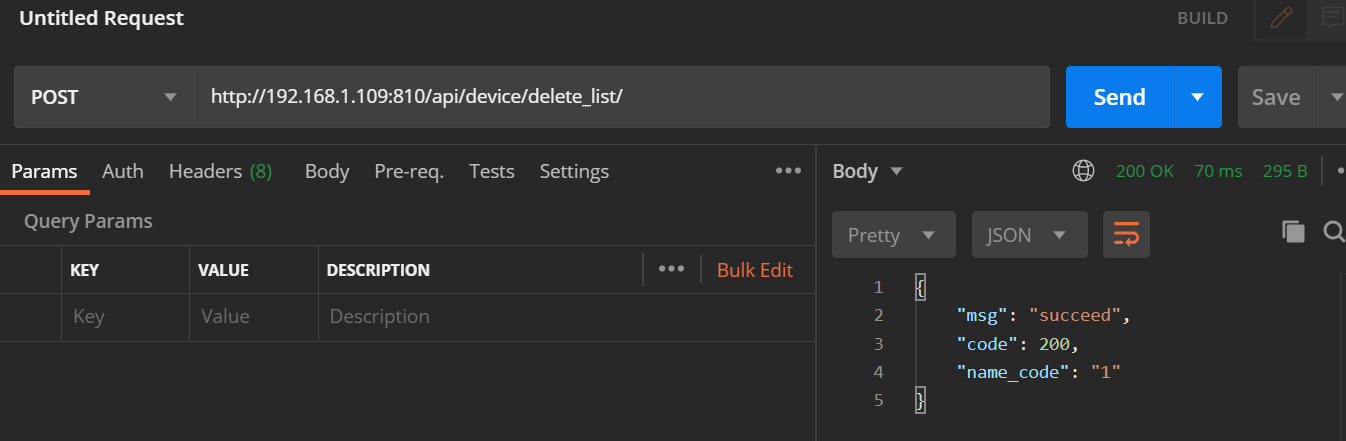 Untitled Request
BUILD
POST
http://192.168.1.109:810/api/device/delete_list/
Send
Save
Params Auth Headers (8) Body Pre-req. Tests Settings
Query Params
KEY VALUE DESCRIPTION Bulk Edit
Key Value Description
Body 200 OK 70 ms 295 B
Pretty JSON
1 {
2 "msg": "succeed",
3 "code": 200,
4 "name_code": "1"
5 }